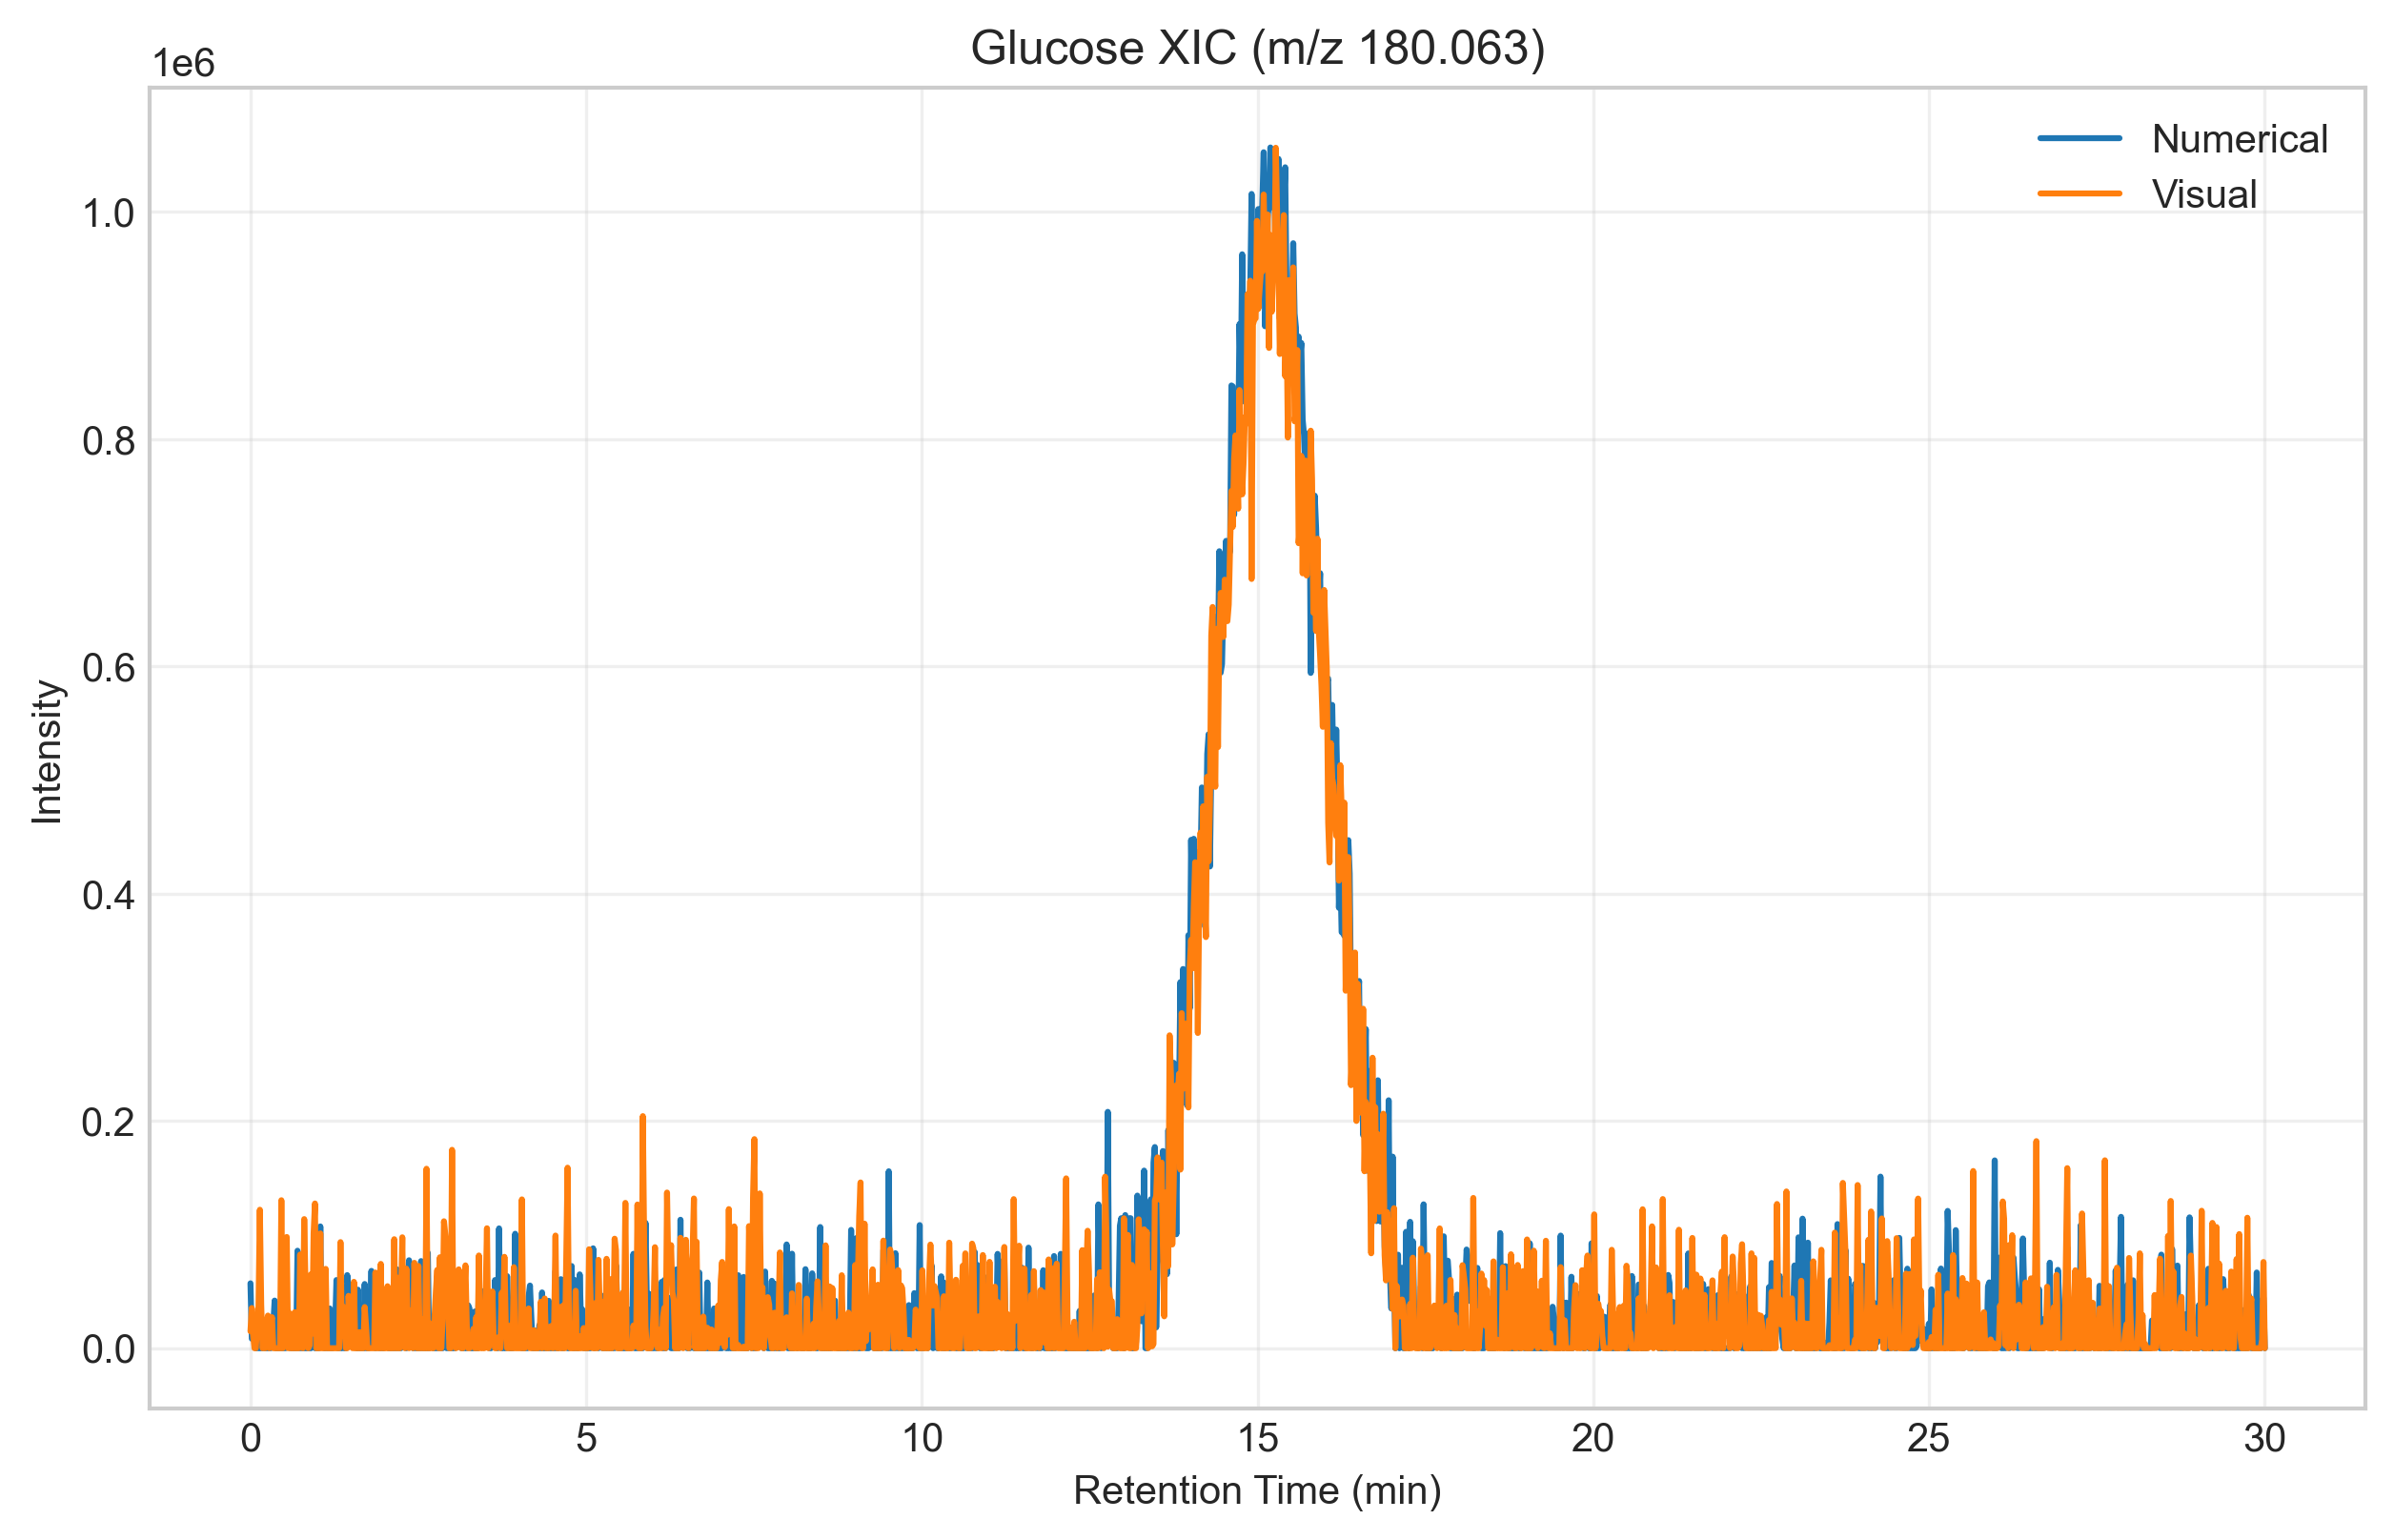 Glucose XIC (m/z 180.063)
1e6
Numerical
Visual
1.0
0.8
0.6
0.4
0.2
0.0
Intensity
0 5 10 15 20 25 30
Retention Time (min)